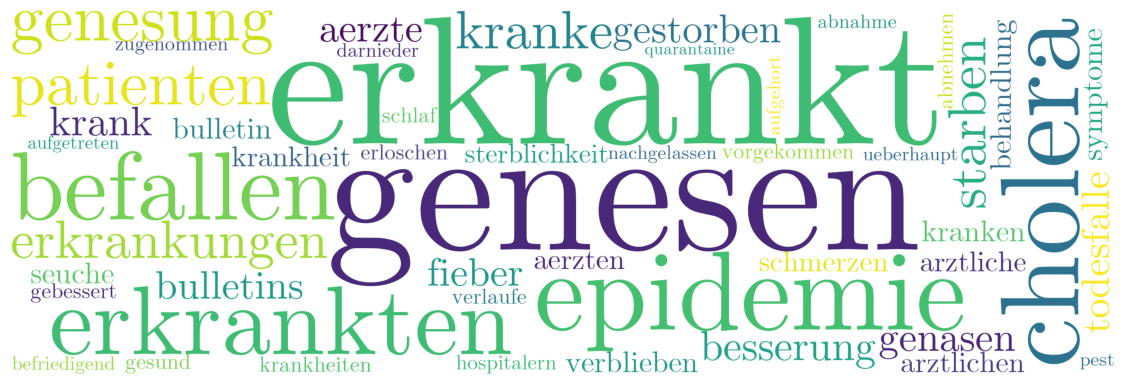 genesung
zugenommen
aerzte
darnieder
kranke
gestorben
quarantaine
abnahme
patienten
erkrankt
schlaf
aufgehort
abnehmen
starben
behandlung
cholera
symptome
krank
bulletin
aufgetreten
krankheit
erloschen
sterblichkeit
nachgelassen
vorgekommen
ueberhaupt
befallen
genesen
erkrankungen
kranken
seuche
gebessert
bulletins
fieber
aerzten
verlaufe
schmerzen
arztliche
todesfalle
erkrankten
epidemie
befriedigend
gesund
krankheiten
hospitalern
verblieben
besserung
genasen
arztlichen
pest